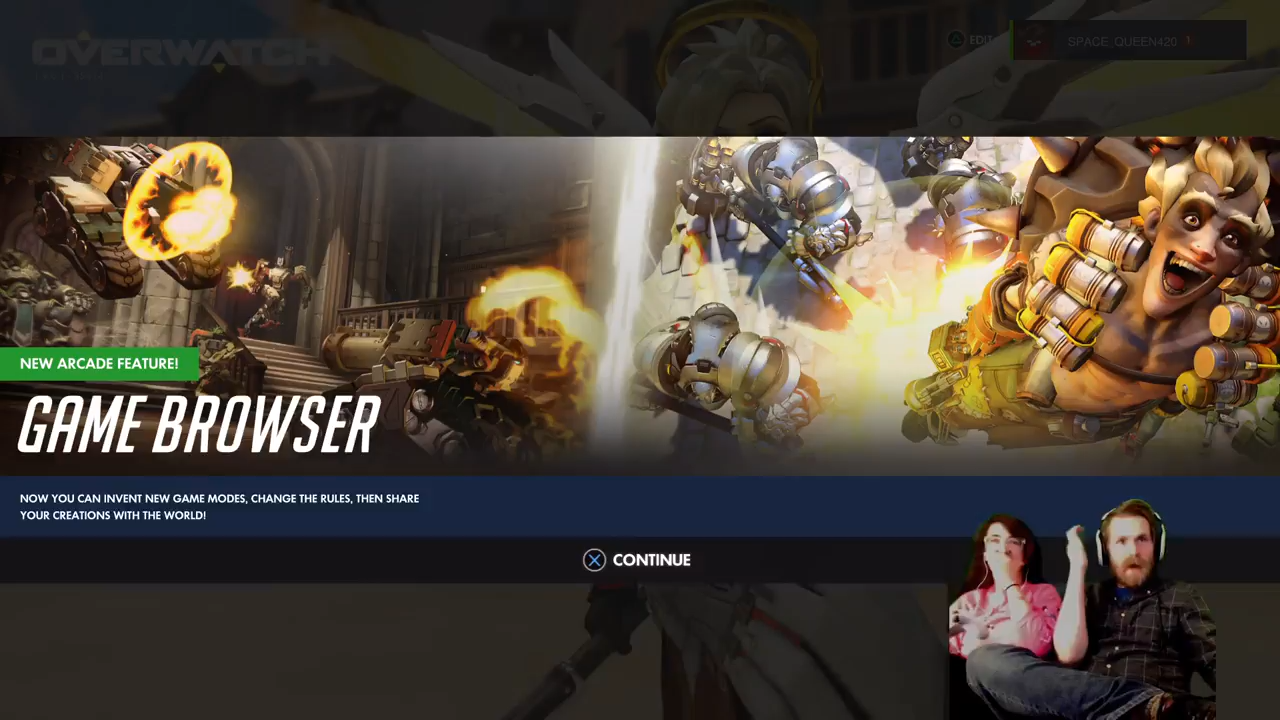 OVERWATCH
EDIT
SPACE_QUEEN420
NEW ARCADE FEATURE!
GAME BROWSER
NOW YOU CAN INVENT NEW GAME MODES, CHANGE THE RULES, THEN SHARE
YOUR CREATIONS WITH THE WORLD!
CONTINUE